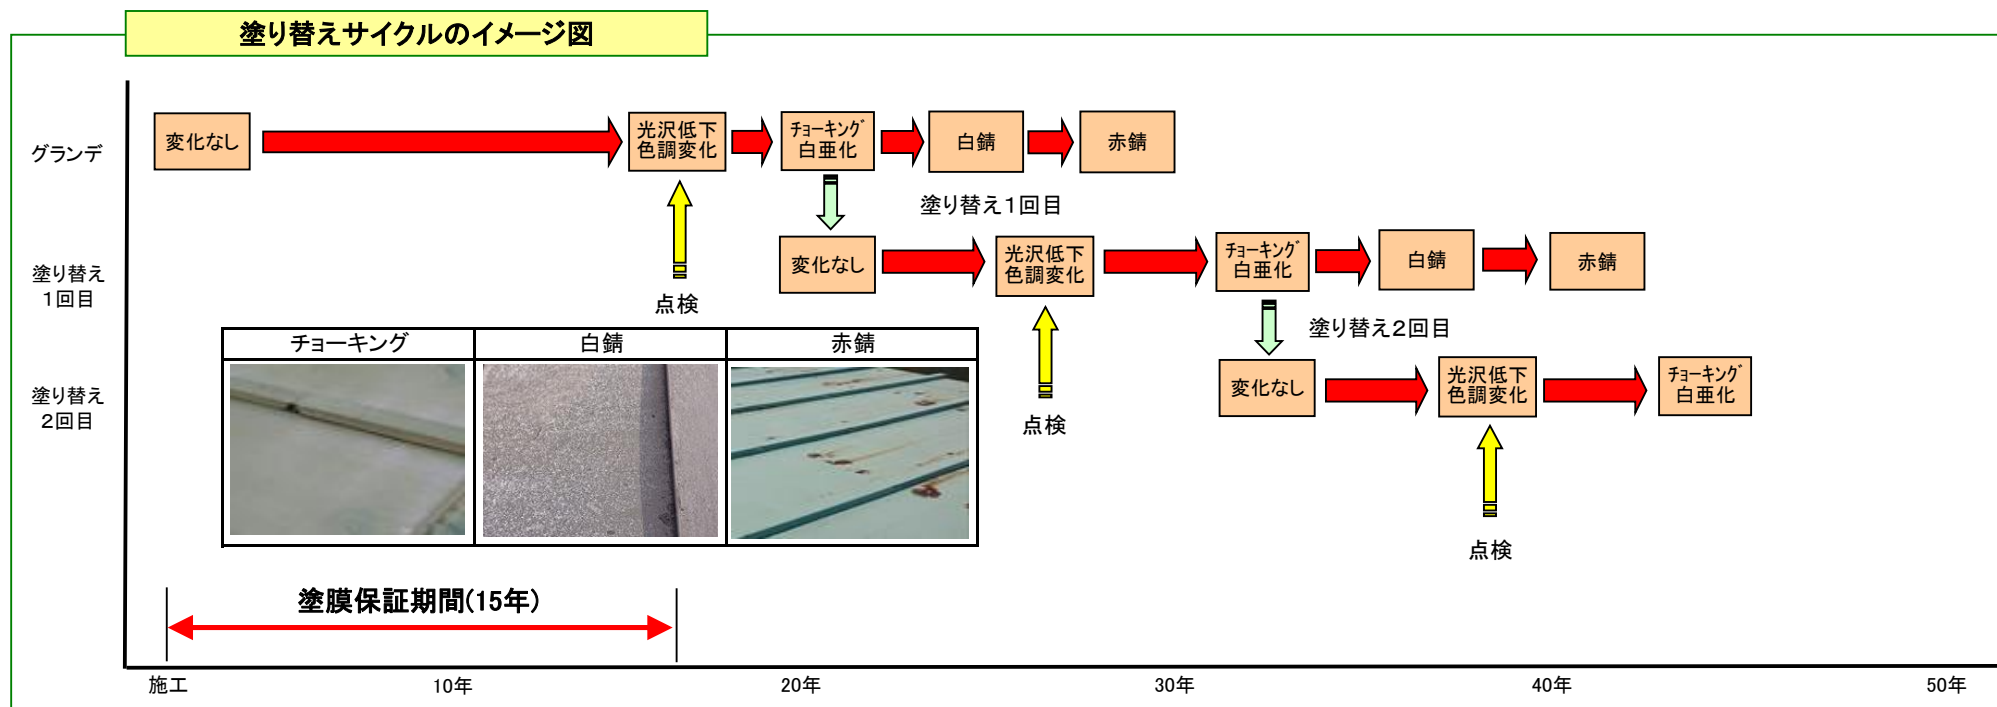 塗り替えサイクルのイメージ図
グランデ
変化なし
光沢低下
色調変化
ﾁｮｰｷﾝｸﾞ
白亜化
白錆
赤錆
塗り替え１回目
点検
塗り替え
１回目
変化なし
光沢低下
色調変化
ﾁｮｰｷﾝｸﾞ
白亜化
白錆
赤錆
塗り替え２回目
点検
チョーキング
白錆
赤錆
塗り替え
２回目
変化なし
光沢低下
色調変化
ﾁｮｰｷﾝｸﾞ
白亜化
点検
塗膜保証期間(15年)
施工
10年
20年
30年
40年
50年